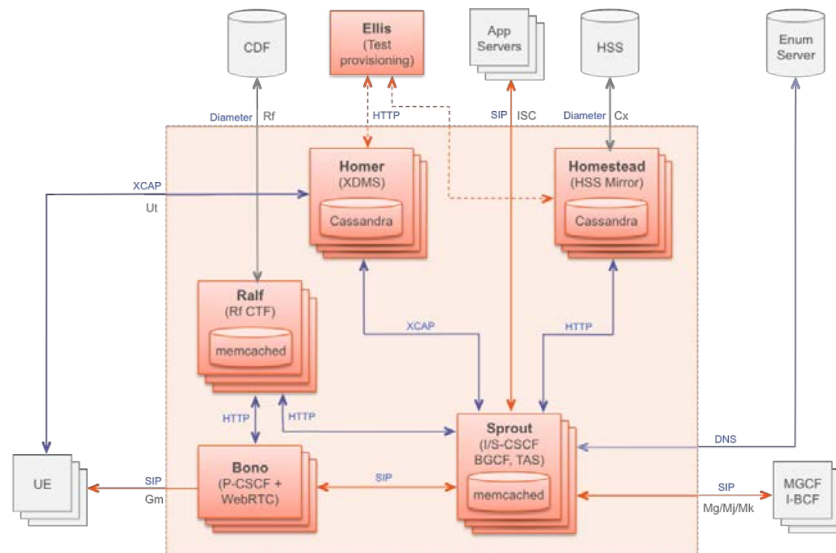 CDF
Ellis
(Test
provisioning)
App
Servers
HSS
Enum
Server
Diameter
Rf
HTTP
SIP
ISC
Diameter
Cx
Homer
(XDMS)
Cassandra
Homestead
(HSS Mirror)
Cassandra
XCAP
Ut
Ralf
(Rf CTF)
memcached
XCAP
HTTP
HTTP
HTTP
Sprout
(I/S-CSCF
BGCF, TAS)
memcached
DNS
UE
SIP
Gm
Bono
(P-CSCF +
WebRTC)
SIP
SIP
Mg/Mj/Mk
MGCF
I-BCF